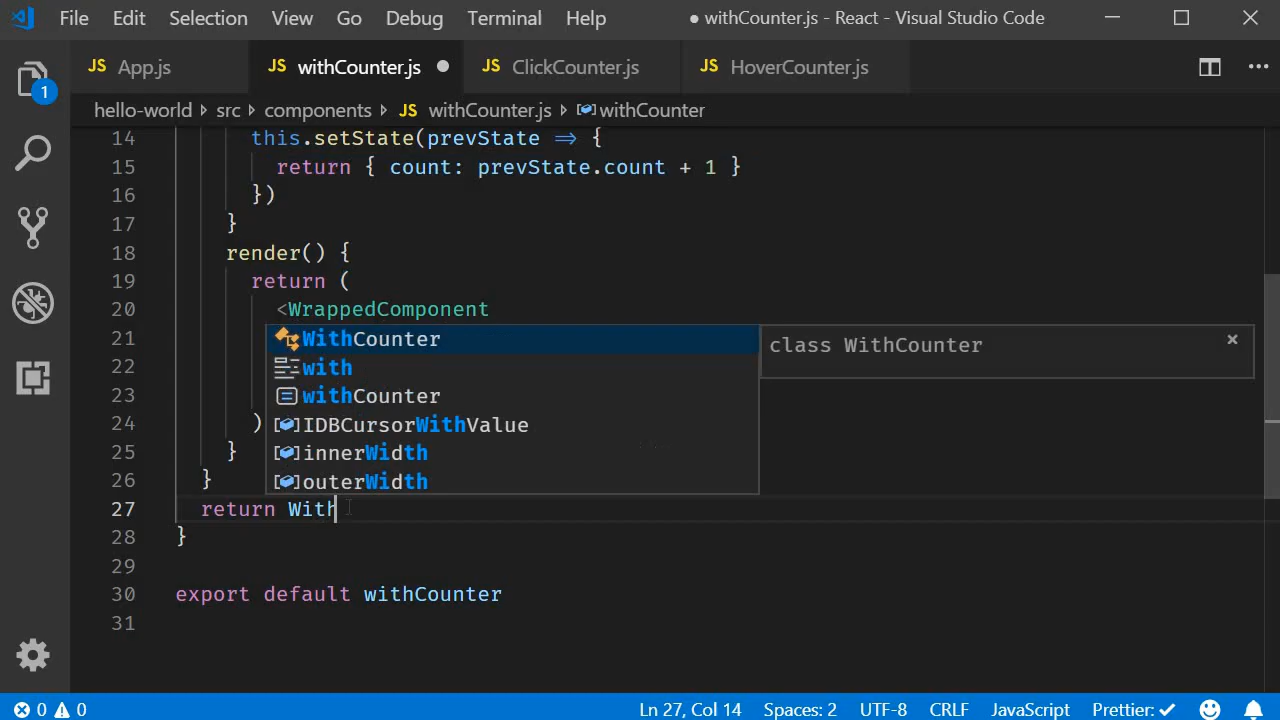 File Edit Selection View Go Debug Terminal Help ● withCounter.js - React - Visual Studio Code
JS App.js JS withCounter.js ● JS ClickCounter.js JS HoverCounter.js ···
1
hello-world › src › components › JS withCounter.js › withCounter
14 this.setState(prevState => {
15 return { count: prevState.count + 1 }
16 })
17 }
18 render() {
19 return (
20 <WrappedComponent
21 WithCounter class WithCounter ×
22 with
23 withCounter
24 ) IDBCursorWithValue
25 } innerWidth
26 } outerWidth
27 return With
28 }
29
30 export default withCounter
31
0 0 Ln 27, Col 14 Spaces: 2 UTF-8 CRLF JavaScript Prettier: ✓